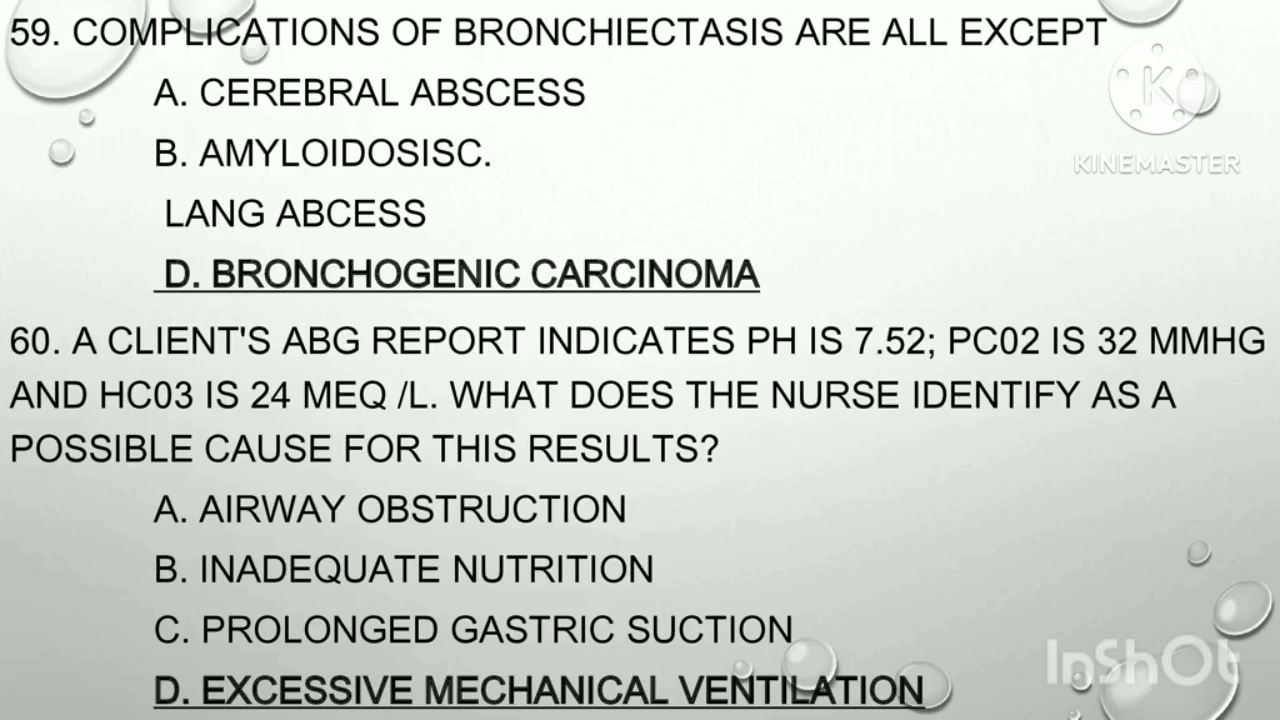 59. COMPLICATIONS OF BRONCHIECTASIS ARE ALL EXCEPT
A. CEREBRAL ABSCESS
B. AMYLOIDOSISC.
LANG ABCESS
D. BRONCHOGENIC CARCINOMA
K
KINEMASTER
60. A CLIENT'S ABG REPORT INDICATES PH IS 7.52; PC02 IS 32 MMHG
AND HC03 IS 24 MEQ /L. WHAT DOES THE NURSE IDENTIFY AS A
POSSIBLE CAUSE FOR THIS RESULTS?
A. AIRWAY OBSTRUCTION
B. INADEQUATE NUTRITION
C. PROLONGED GASTRIC SUCTION
D. EXCESSIVE MECHANICAL VENTILATION
InShOt